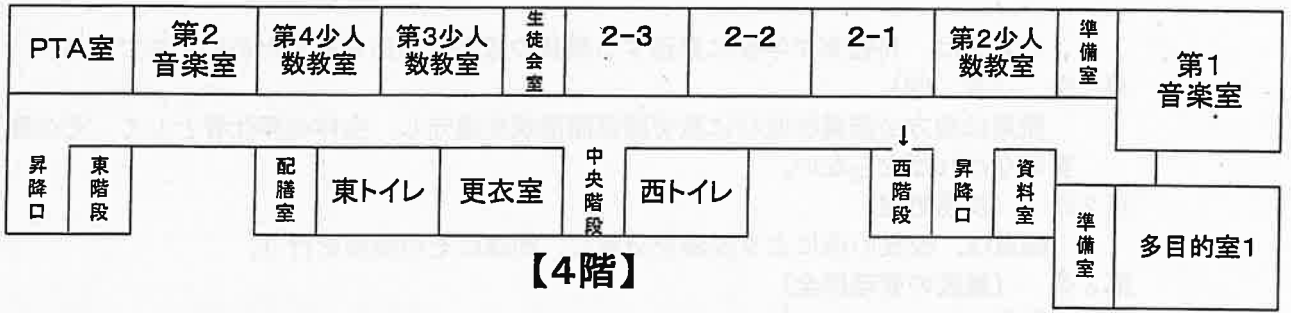 PTA室
第2
音楽室
第4少人
数教室
第3少人
数教室
生徒会室
2-3
2-2
2-1
第2少人
数教室
準備室
第1
音楽室
昇降口
東階段
配膳室
東トイレ
更衣室
中央階段
西トイレ
↓
西階段
昇降口
資料室
準備室
多目的室1
【4階】